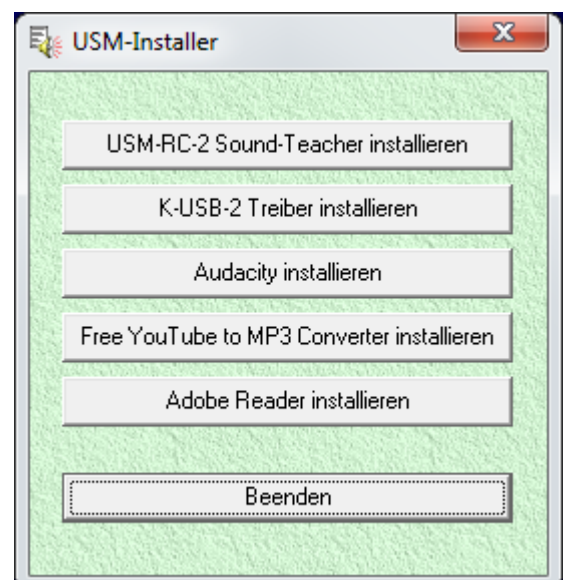 USM-Installer
USM-RC-2 Sound-Teacher installieren
K-USB-2 Treiber installieren
Audacity installieren
Free YouTube to MP3 Converter installieren
Adobe Reader installieren
Beenden